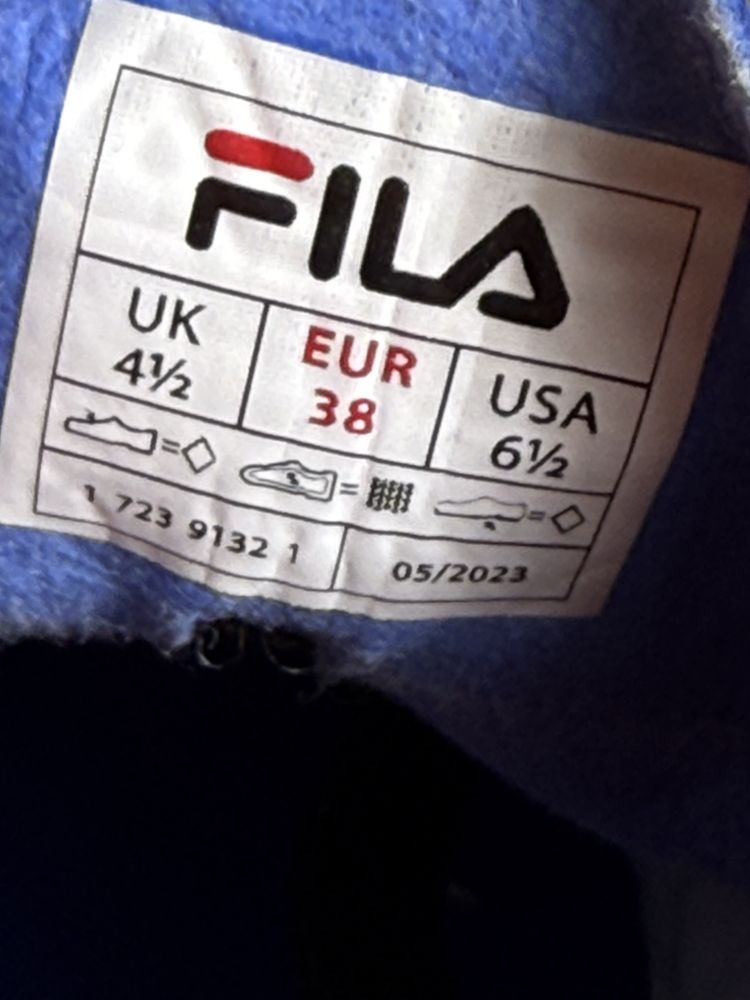 FILA
UK EUR USA
4½ 38 6½
= = =
1 723 9132 1 05/2023